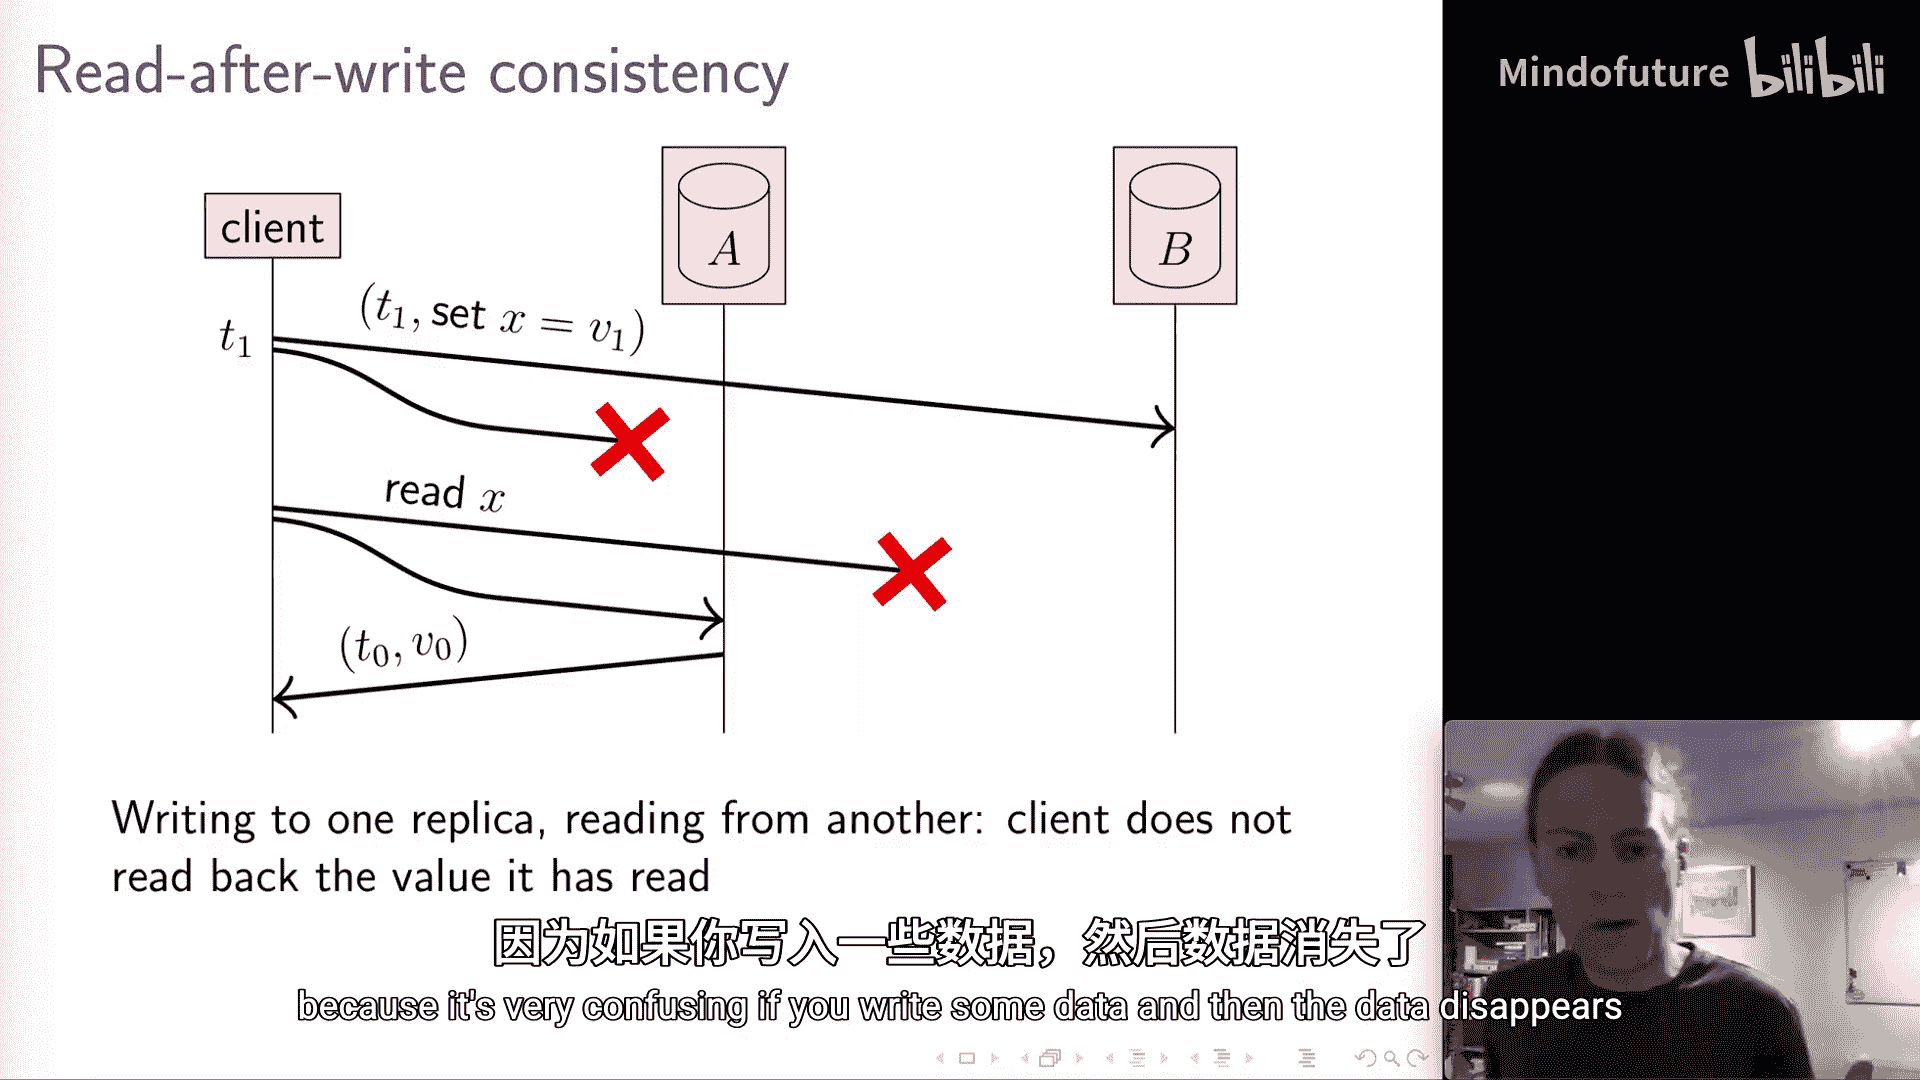 Read-after-write consistency
Mindofuture bilibili
client
A
B
t₁
(t₁, set x = v₁)
read x
(t₀, v₀)
Writing to one replica, reading from another: client does not
read back the value it has read
因为如果你写入一些数据，然后数据消失了
because it's very confusing if you write some data and then the data disappears